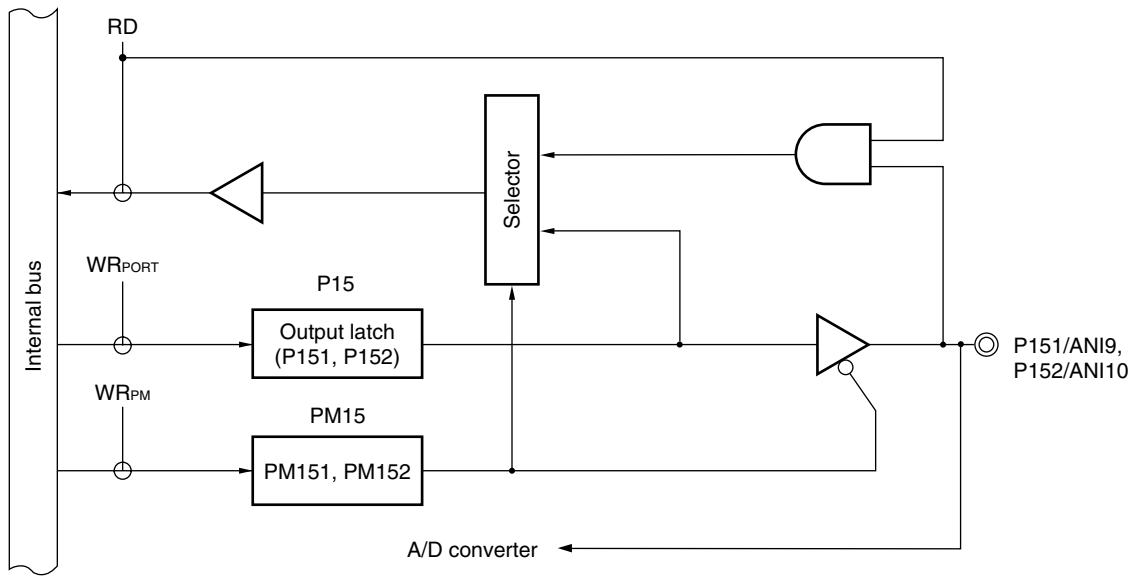 RD
Selector
Internal bus
WRPORT
P15
Output latch
(P151, P152)
P151/ANI9,
P152/ANI10
WRPM
PM15
PM151, PM152
A/D converter